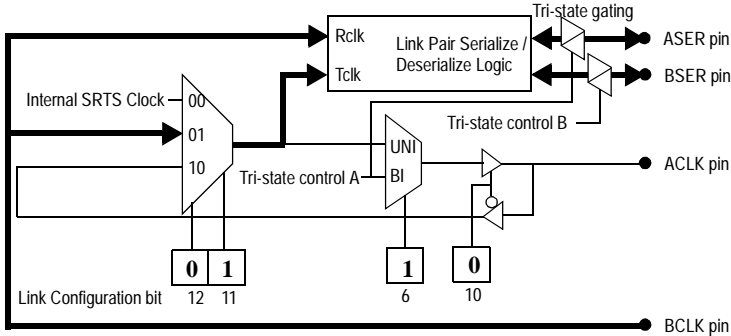 Tri-state gating
Rclk
Link Pair Serialize /
Deserialize Logic
ASER pin
Tclk
BSER pin
Internal SRTS Clock
00
Tri-state control B
01
UNI
10
Tri-state control A
BI
ACLK pin
0 1
1
0
Link Configuration bit
12 11
6
10
BCLK pin